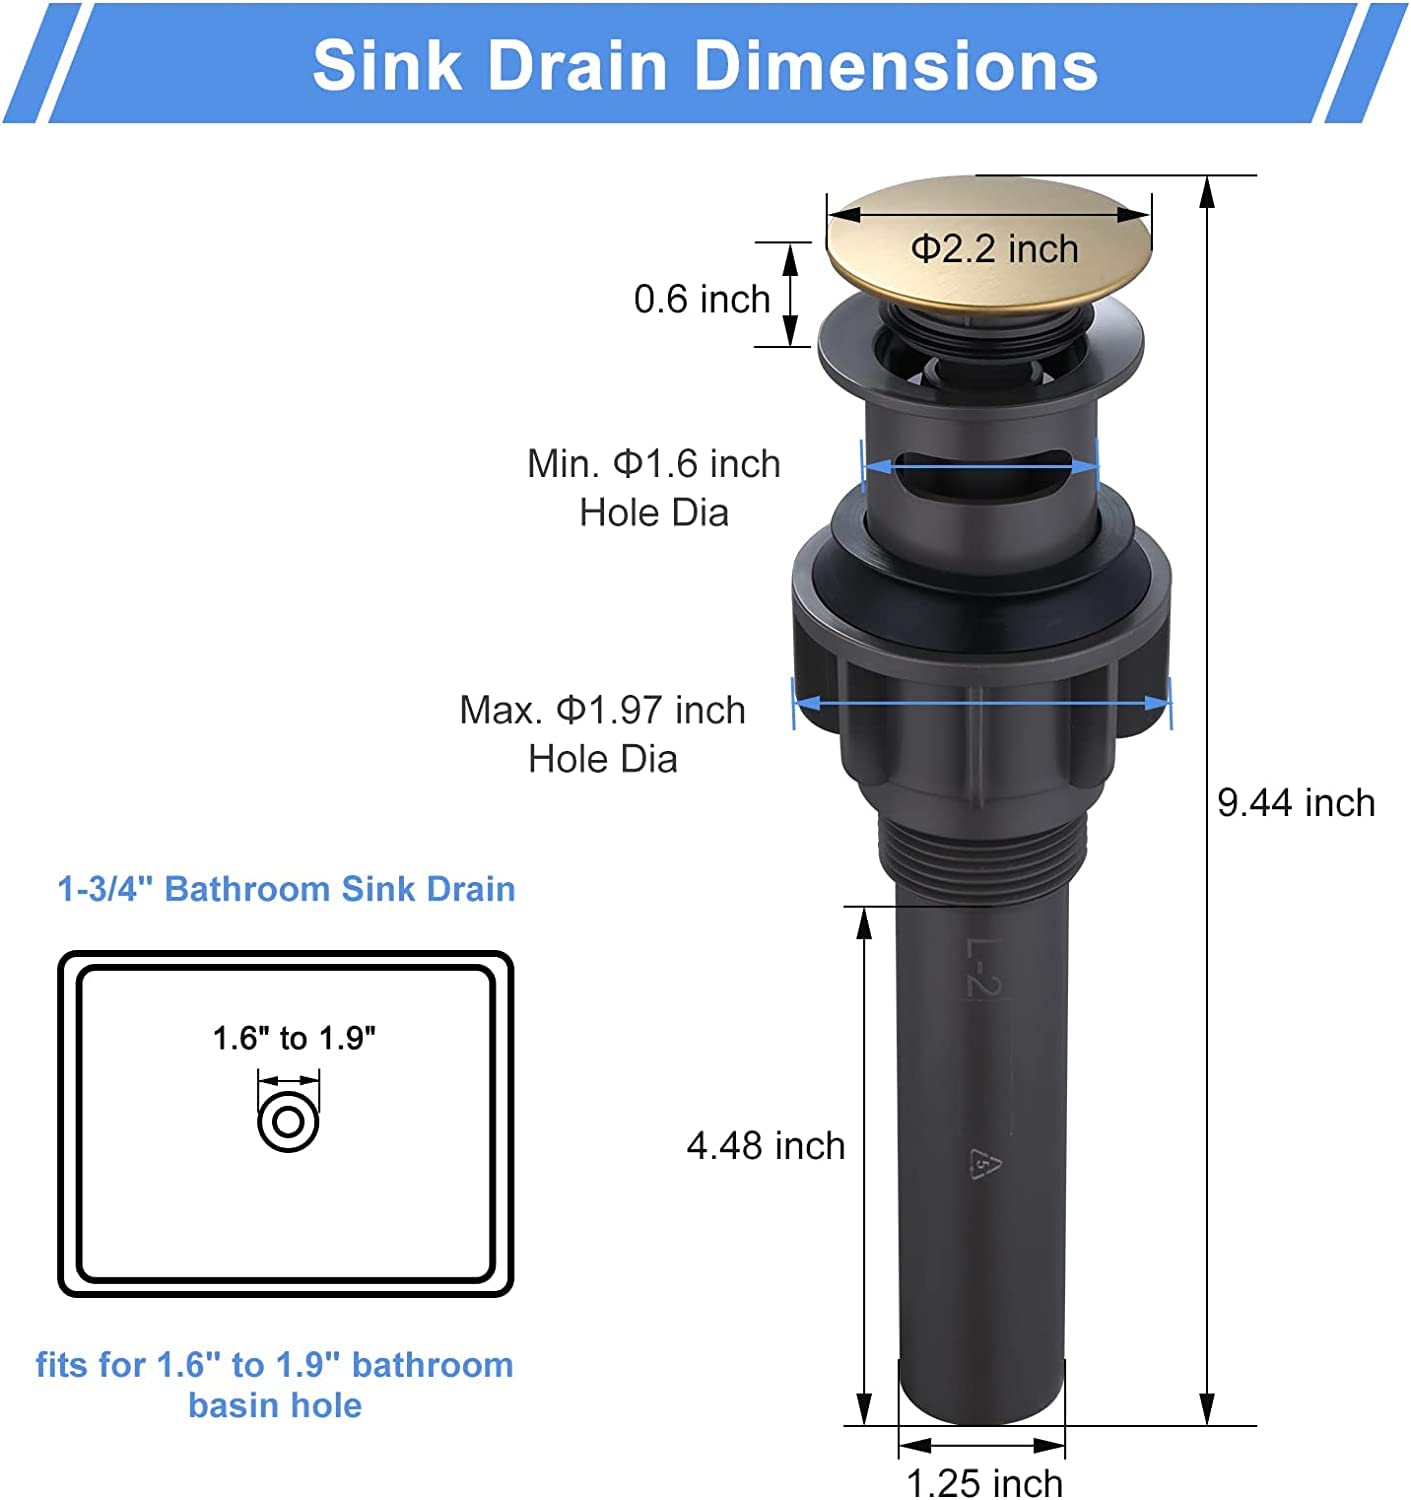 Sink Drain Dimensions
Φ2.2 inch
0.6 inch
Min. Φ1.6 inch
Hole Dia
Max. Φ1.97 inch
Hole Dia
9.44 inch
1-3/4" Bathroom Sink Drain
1.6" to 1.9"
L-2
4.48 inch
5
fits for 1.6" to 1.9" bathroom
basin hole
1.25 inch